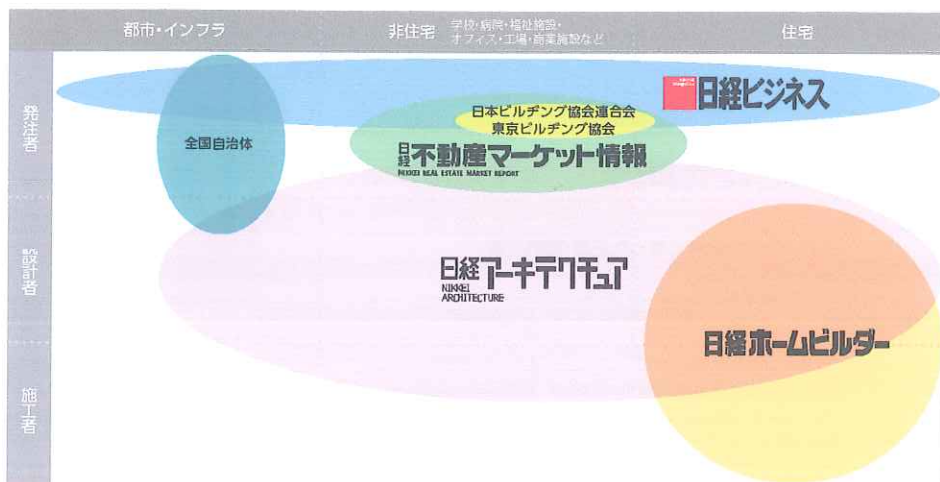 都市・インフラ
非住宅 学校・病院・福祉施設・
オフィス・工場・商業施設など
住宅
発注者
設計者
施工者
日経ビジネス
日本ビルヂング協会連合会
東京ビルヂング協会
全国自治体
日経不動産マーケット情報
NIKKEI REAL ESTATE MARKET REPORT
日経アーキテクチュア
NIKKEI
ARCHITECTURE
日経ホームビルダー